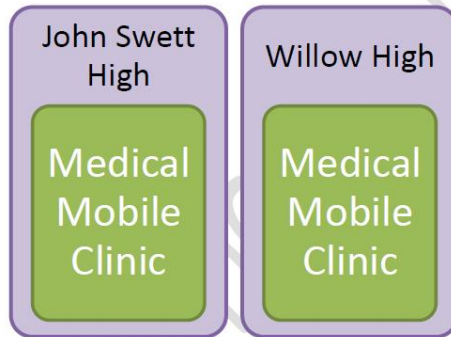 John Swett
High
Medical
Mobile
Clinic
Willow High
Medical
Mobile
Clinic